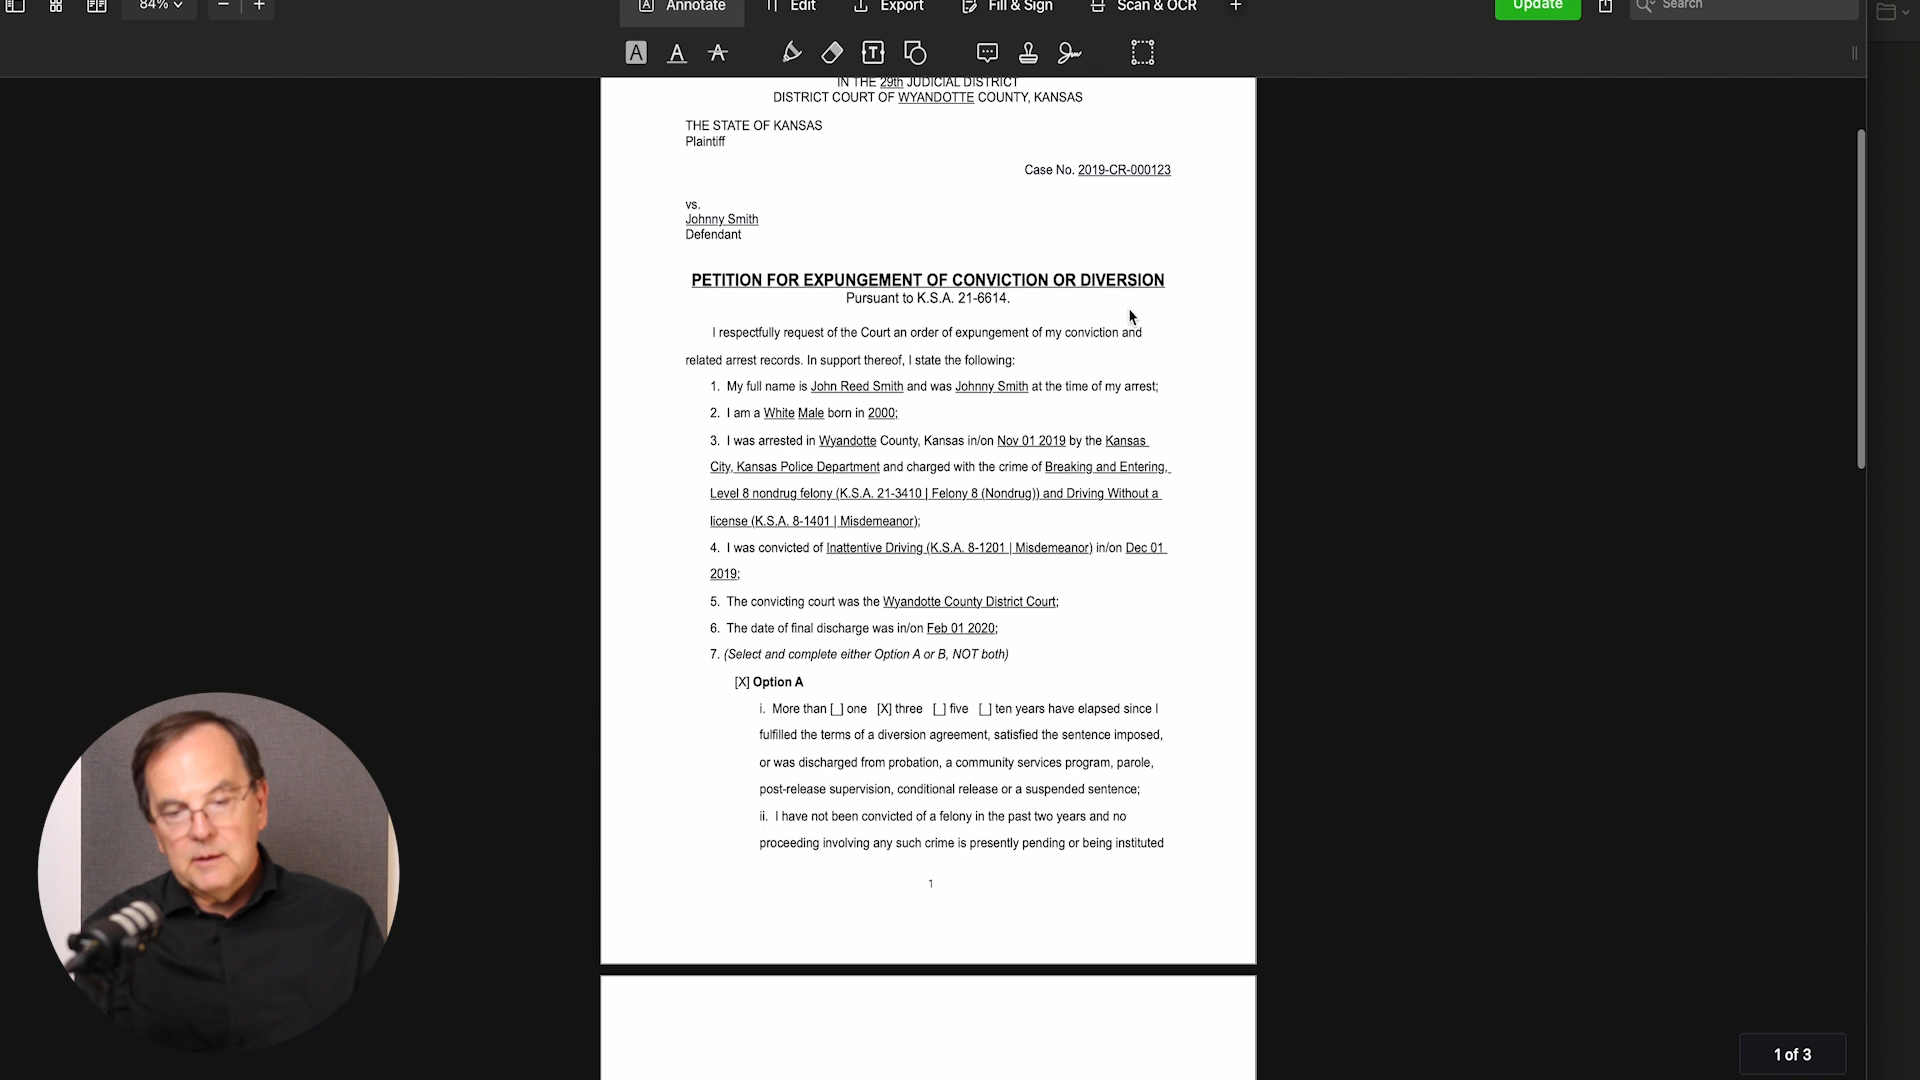 84%
Annotate
Edit
Export
Fill & Sign
Scan & OCR
Update
Search
IN THE 29th JUDICIAL DISTRICT
DISTRICT COURT OF WYANDOTTE COUNTY, KANSAS
THE STATE OF KANSAS
Plaintiff
Case No. 2019-CR-000123
vs.
Johnny Smith
Defendant
PETITION FOR EXPUNGEMENT OF CONVICTION OR DIVERSION
Pursuant to K.S.A. 21-6614.
I respectfully request of the Court an order of expungement of my conviction and
related arrest records. In support thereof, I state the following:
1. My full name is John Reed Smith and was Johnny Smith at the time of my arrest;
2. I am a White Male born in 2000;
3. I was arrested in Wyandotte County, Kansas in/on Nov 01 2019 by the Kansas
City, Kansas Police Department and charged with the crime of Breaking and Entering,
Level 8 nondrug felony (K.S.A. 21-3410 | Felony 8 (Nondrug)) and Driving Without a
license (K.S.A. 8-1401 | Misdemeanor);
4. I was convicted of Inattentive Driving (K.S.A. 8-1201 | Misdemeanor) in/on Dec 01
2019;
5. The convicting court was the Wyandotte County District Court;
6. The date of final discharge was in/on Feb 01 2020;
7. (Select and complete either Option A or B, NOT both)
[X] Option A
i. More than [_] one [X] three [_] five [_] ten years have elapsed since I
fulfilled the terms of a diversion agreement, satisfied the sentence imposed,
or was discharged from probation, a community services program, parole,
post-release supervision, conditional release or a suspended sentence;
ii. I have not been convicted of a felony in the past two years and no
proceeding involving any such crime is presently pending or being instituted
1
1 of 3